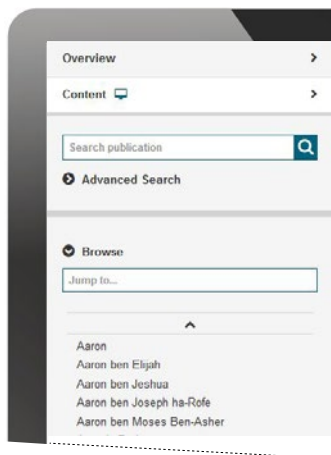 Overview
Content
Search publication
Advanced Search
Browse
Jump to...
Aaron
Aaron ben Elijah
Aaron ben Jeshua
Aaron ben Joseph ha-Rofe
Aaron ben Moses Ben-Asher